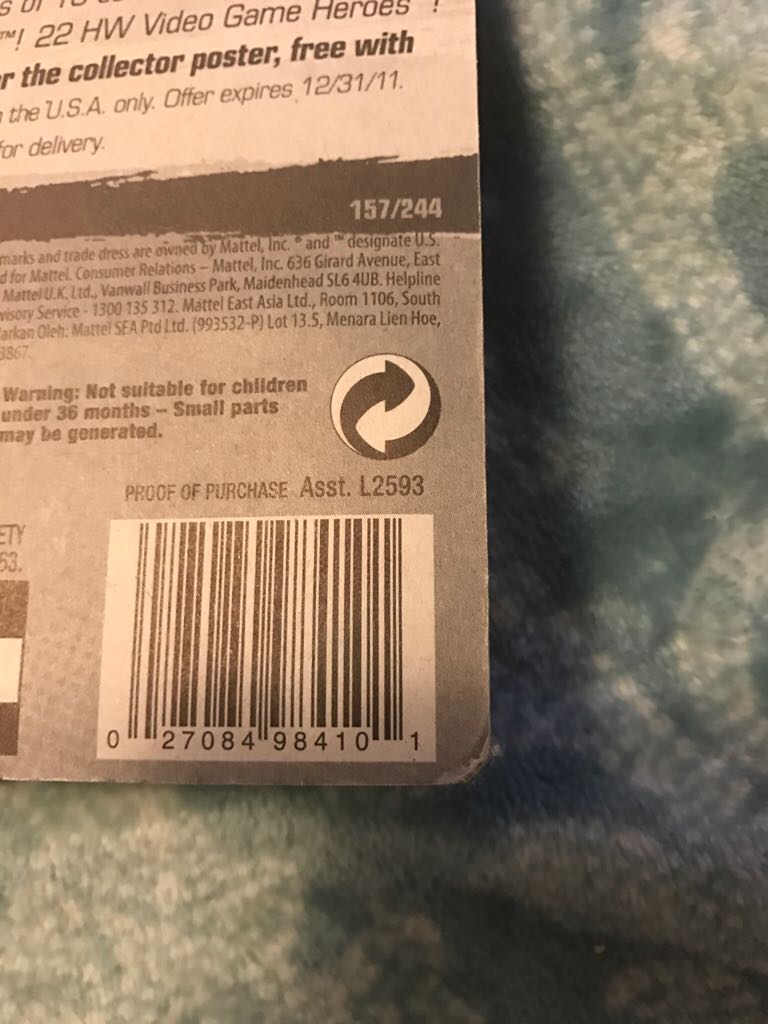 ™! 22 HW Video Game Heroes™!
the collector poster, free with
the U.S.A. only. Offer expires 12/31/11.
for delivery.
157/244
marks and trade dress are owned by Mattel, Inc. ® and ™ designate U.S.
d for Mattel. Consumer Relations – Mattel, Inc. 636 Girard Avenue, East
Mattel U.K. Ltd., Vanwall Business Park, Maidenhead SL6 4UB. Helpline
visory Service - 1300 135 312. Mattel East Asia Ltd., Room 1106, South
arkan Oleh: Mattel SEA Ptd Ltd. (993532-P) Lot 13.5, Menara Lien Hoe,
3867.
Warning: Not suitable for children
under 36 months – Small parts
may be generated.
PROOF OF PURCHASE Asst. L2593
ETY
63.
0 27084 98410 1